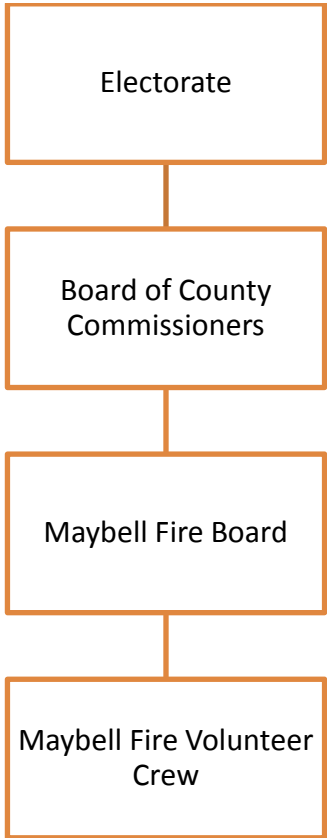 Electorate
Board of County
Commissioners
Maybell Fire Board
Maybell Fire Volunteer
Crew